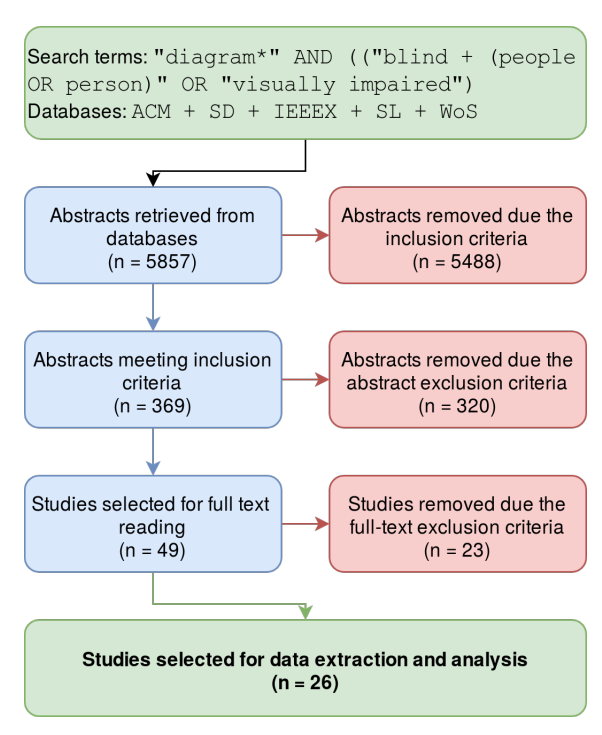 Search terms: "diagram*" AND (("blind + (people
OR person)" OR "visually impaired")
Databases: ACM + SD + IEEEX + SL + WoS
Abstracts retrieved from
databases
(n = 5857)
Abstracts removed due the
inclusion criteria
(n = 5488)
Abstracts meeting inclusion
criteria
(n = 369)
Abstracts removed due the
abstract exclusion criteria
(n = 320)
Studies selected for full text
reading
(n = 49)
Studies removed due the
full-text exclusion criteria
(n = 23)
Studies selected for data extraction and analysis
(n = 26)